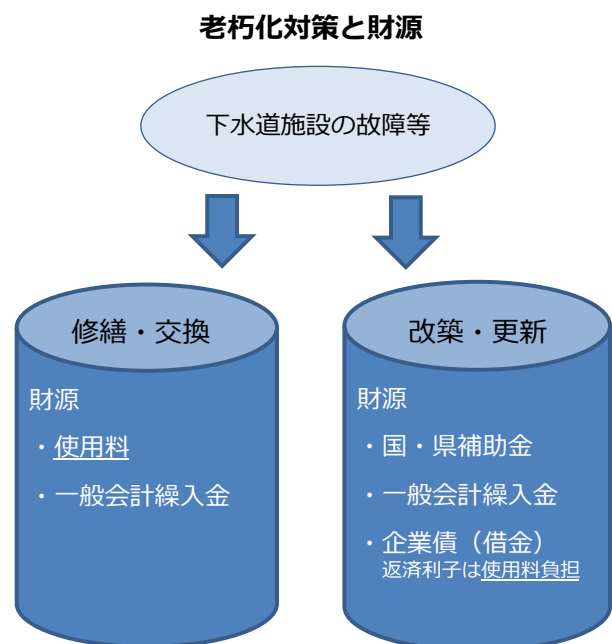 老朽化対策と財源
下水道施設の故障等
修繕・交換
財源
・使用料
・一般会計繰入金
改築・更新
財源
・国・県補助金
・一般会計繰入金
・企業債（借金）
返済利子は使用料負担